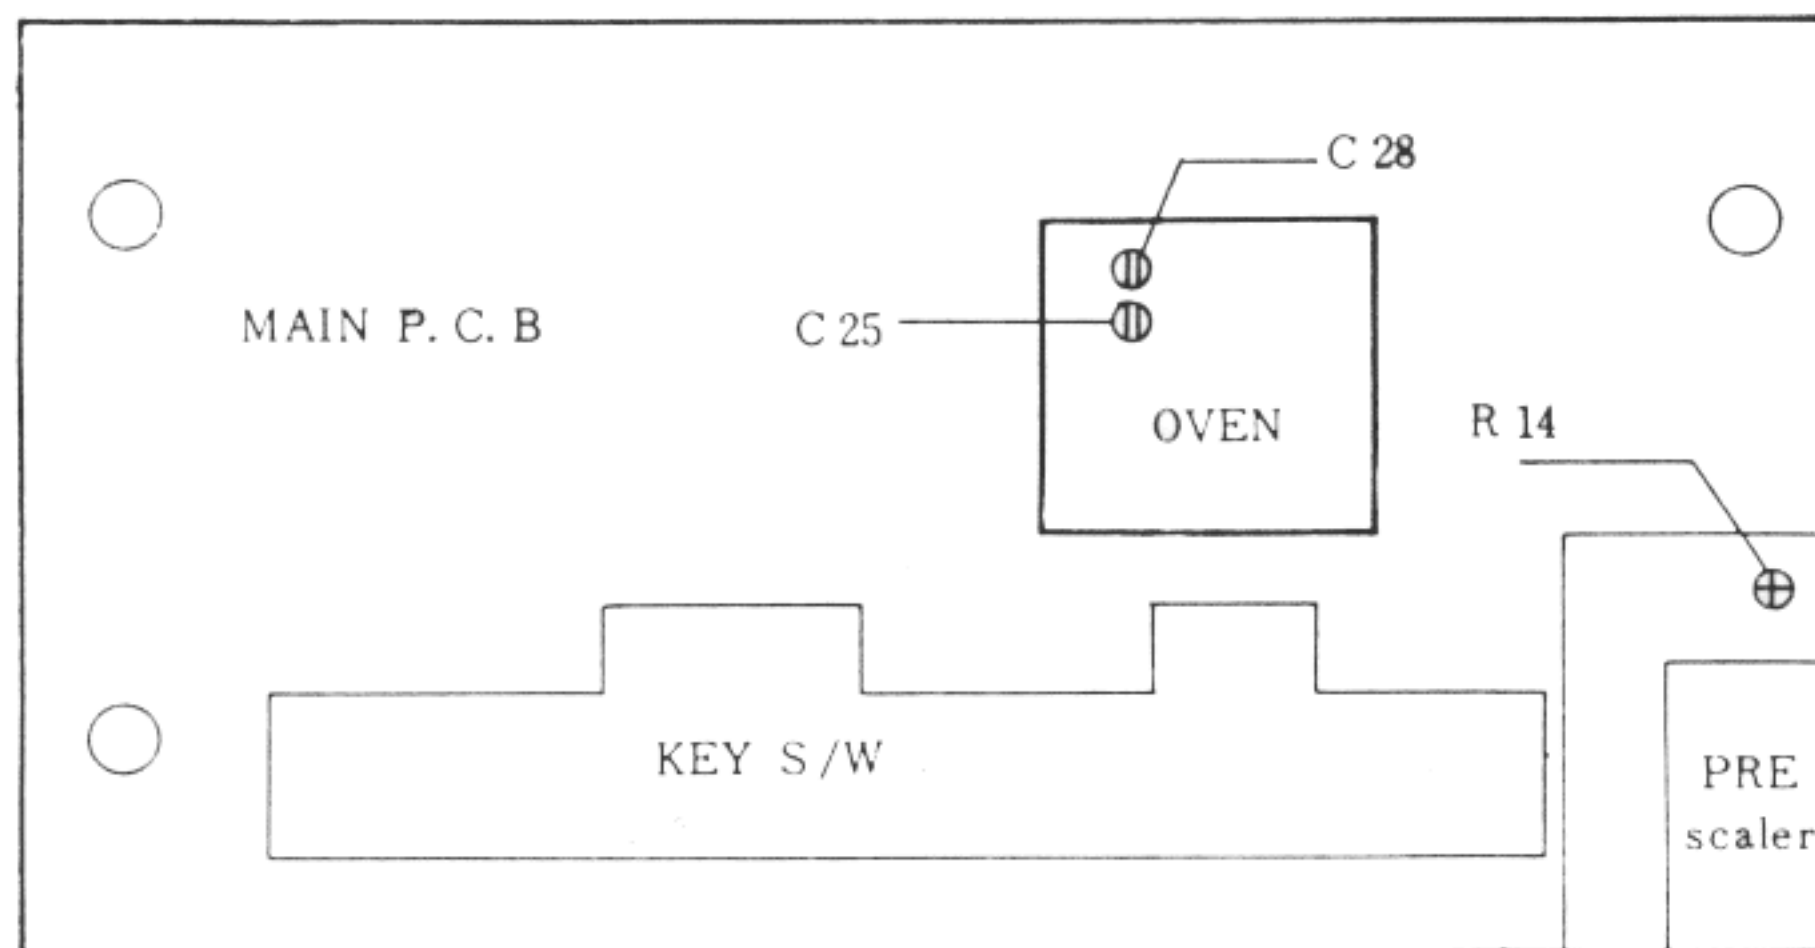 C 28
MAIN P. C. B
C 25
OVEN
R 14
KEY S/W
PRE
scaler